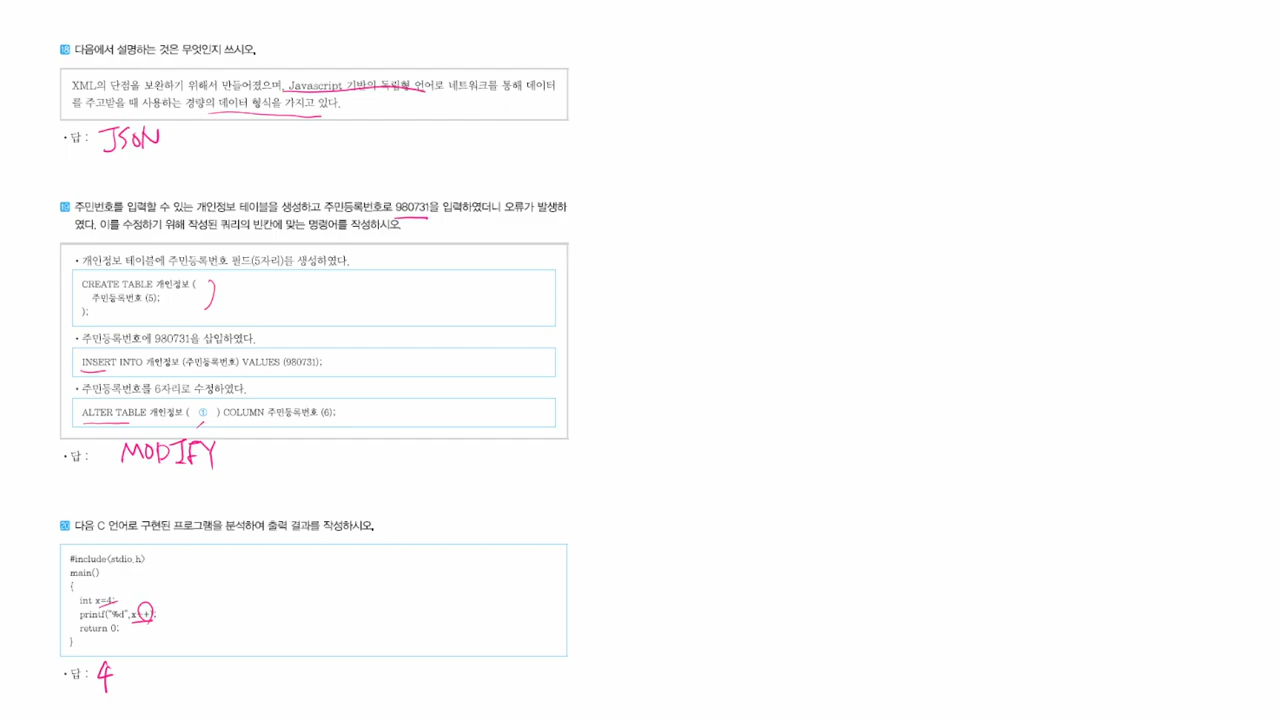 18 다음에서 설명하는 것은 무엇인지 쓰시오.
XML의 단점을 보완하기 위해서 만들어졌으며, Javascript 기반의 독립형 언어로 네트워크를 통해 데이터
를 주고받을 때 사용하는 경량의 데이터 형식을 가지고 있다.
• 답 : JSON
19 주민번호를 입력할 수 있는 개인정보 테이블을 생성하고 주민등록번호로 980731을 입력하였더니 오류가 발생하
였다. 이를 수정하기 위해 작성된 쿼리의 빈칸에 맞는 명령어를 작성하시오.
• 개인정보 테이블에 주민등록번호 필드(5자리)를 생성하였다.
CREATE TABLE 개인정보 (
주민등록번호 (5);
);
• 주민등록번호에 980731을 삽입하였다.
INSERT INTO 개인정보 (주민등록번호) VALUES (980731);
• 주민등록번호를 6자리로 수정하였다.
ALTER TABLE 개인정보 ( ① ) COLUMN 주민등록번호 (6);
• 답 : MODIFY
20 다음 C 언어로 구현된 프로그램을 분석하여 출력 결과를 작성하시오.
#include<stdio.h>
main()
{
int x=4;
printf("%d",x++);
return 0;
}
• 답 : 4